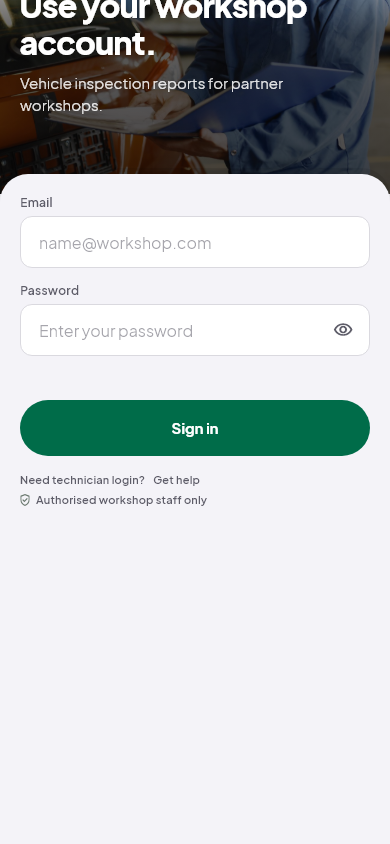 Use your workshop
account.
Vehicle inspection reports for partner
workshops.
Email
name@workshop.com
Password
Enter your password
Sign in
Need technician login? Get help
Authorised workshop staff only